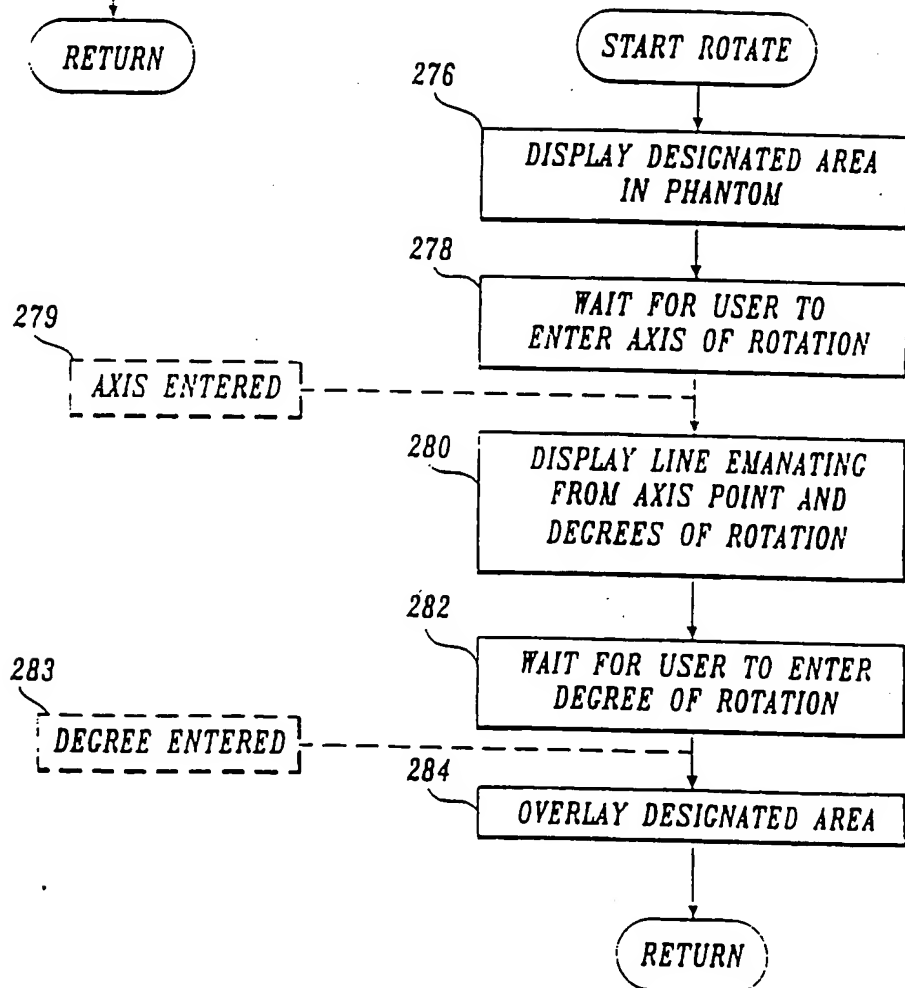 RETURN
START ROTATE
276
DISPLAY DESIGNATED AREA
IN PHANTOM
278
WAIT FOR USER TO
ENTER AXIS OF ROTATION
279
AXIS ENTERED
280
DISPLAY LINE EMANATING
FROM AXIS POINT AND
DEGREES OF ROTATION
282
WAIT FOR USER TO ENTER
DEGREE OF ROTATION
283
DEGREE ENTERED
284
OVERLAY DESIGNATED AREA
RETURN